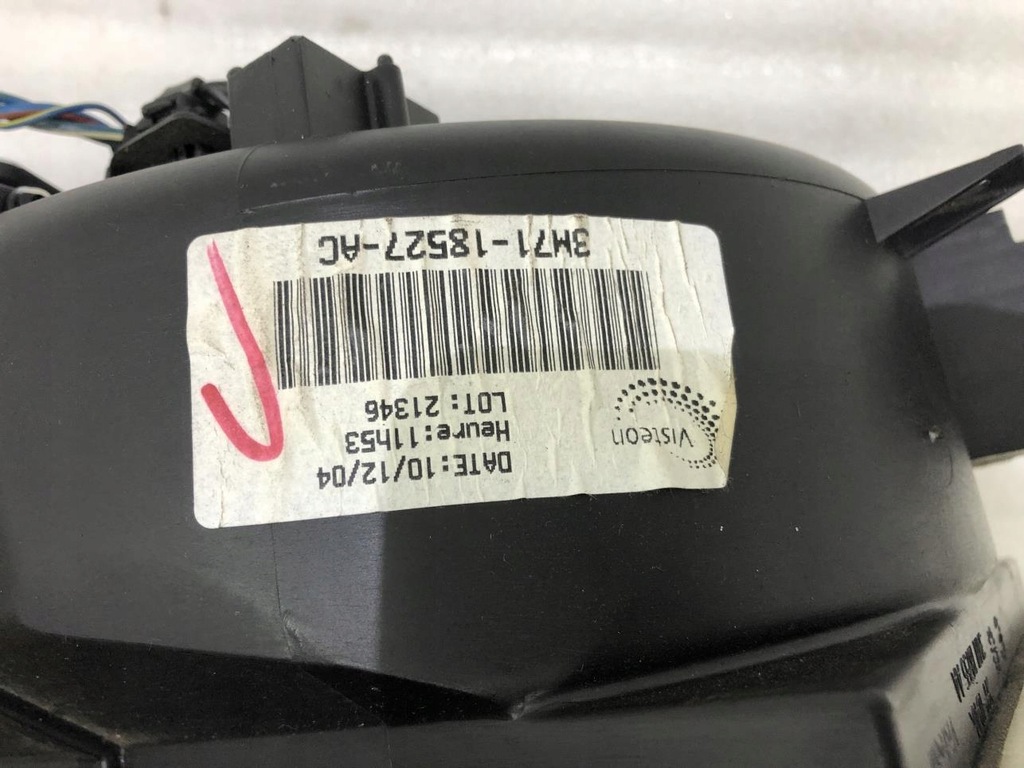 Visteon
DATE:10/12/04
Heure:11h53
LOT:21346
3M71-18527-AC